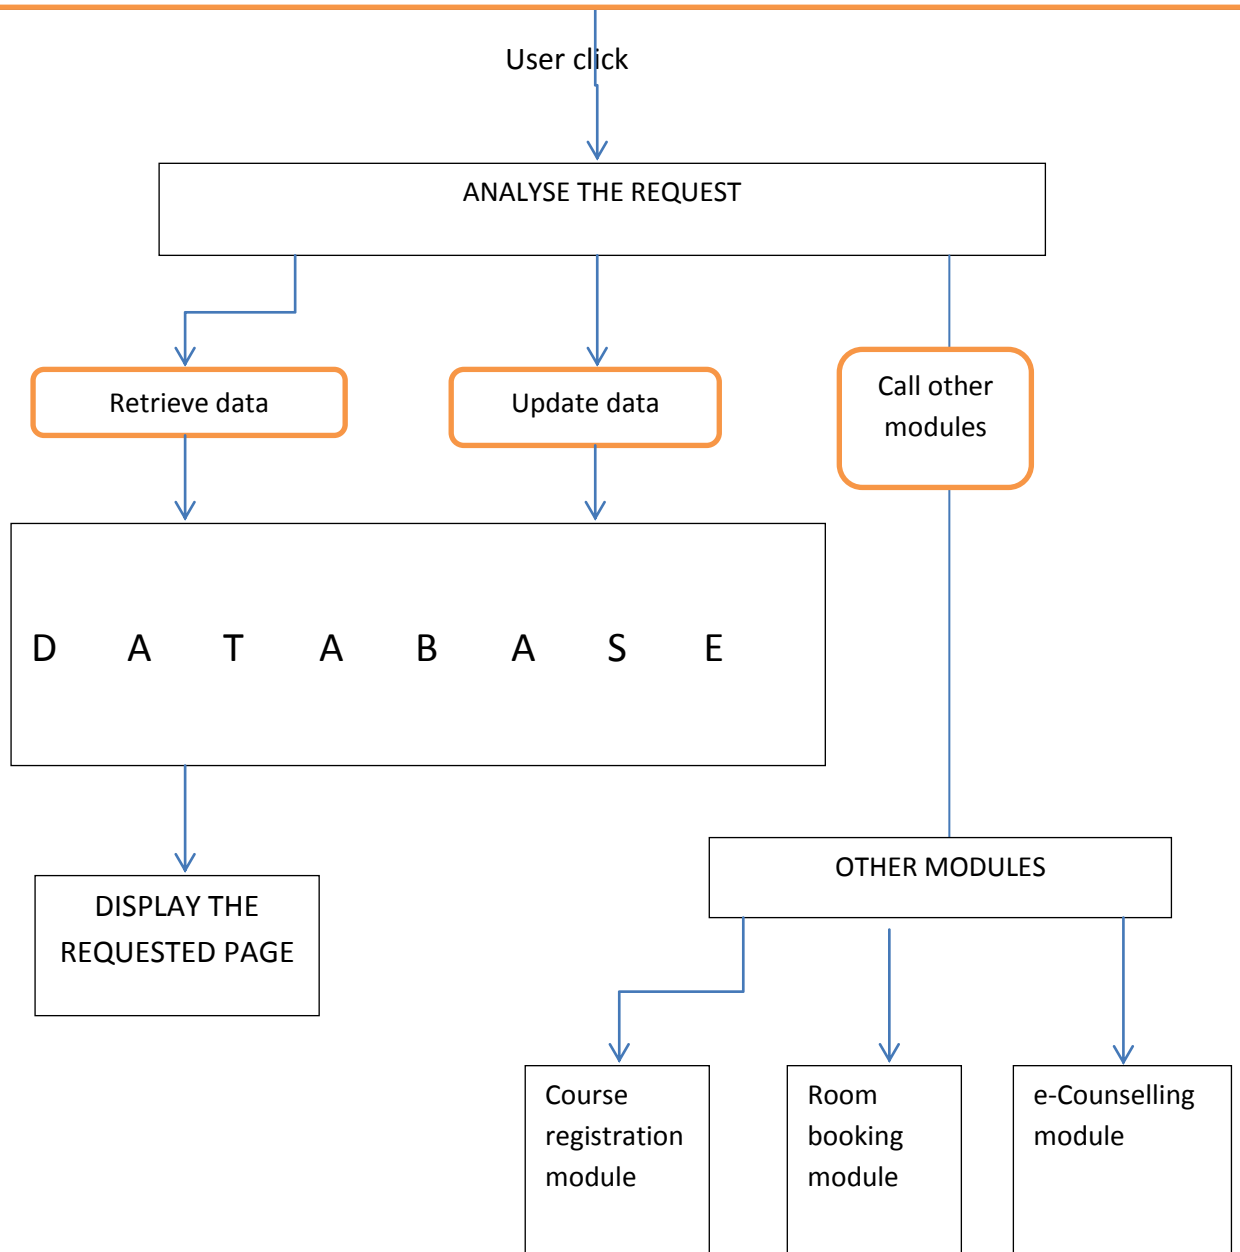 User click
ANALYSE THE REQUEST
Retrieve data
Update data
Call other
modules
D A T A B A S E
DISPLAY THE
REQUESTED PAGE
OTHER MODULES
Course
registration
module
Room
booking
module
e-Counselling
module